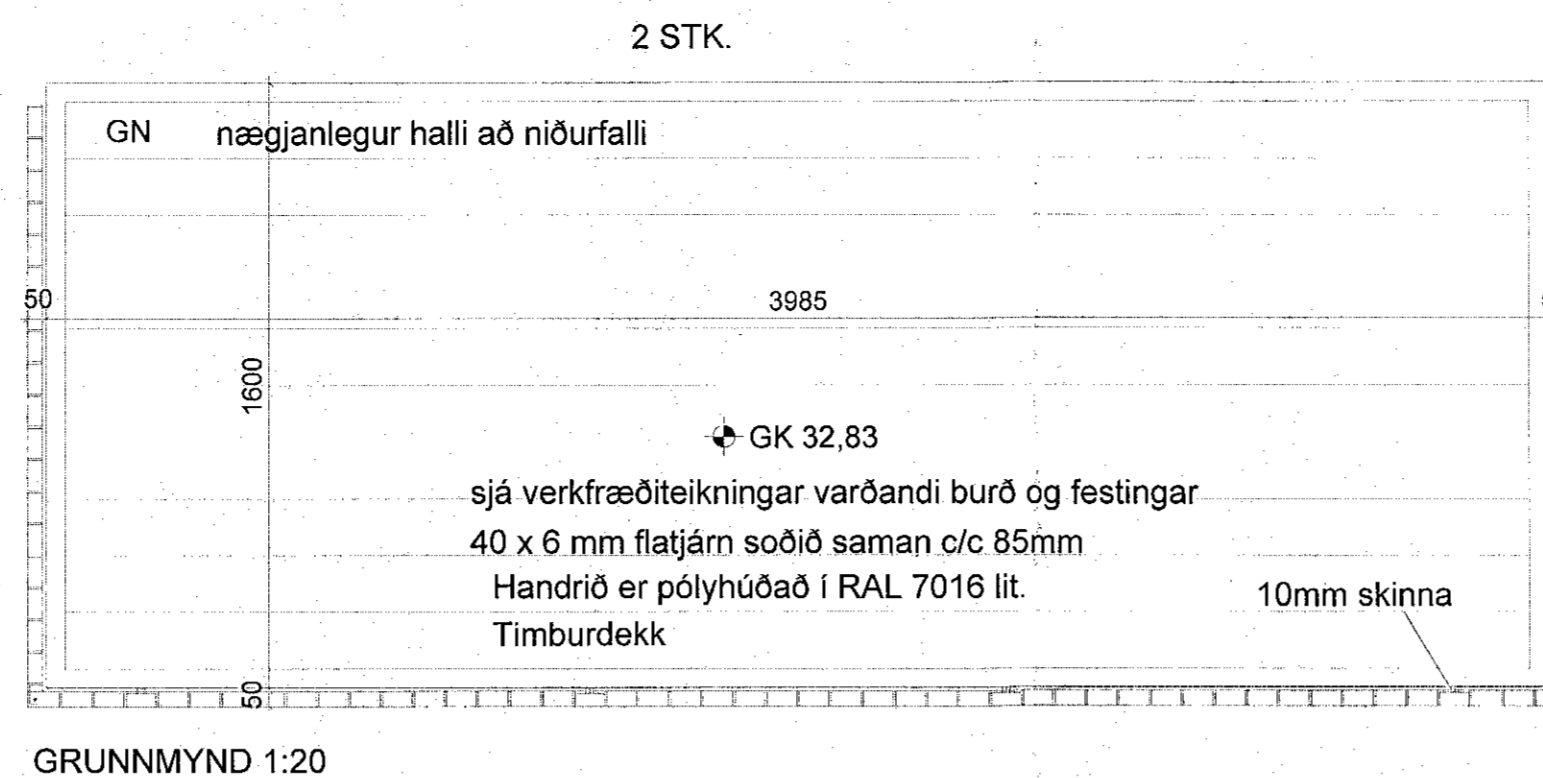 2 STK.
GN nægjanlegur halli að niðurfalli
50
3985
1600
GK 32,83
sjá verkfræðiteikningar varðandi burð og festingar
40 x 6 mm flatjárn soðið saman c/c 85mm
Handrið er pólyhúðað í RAL 7016 lit.
10mm skinna
Timburdekk
50
GRUNNMYND 1:20